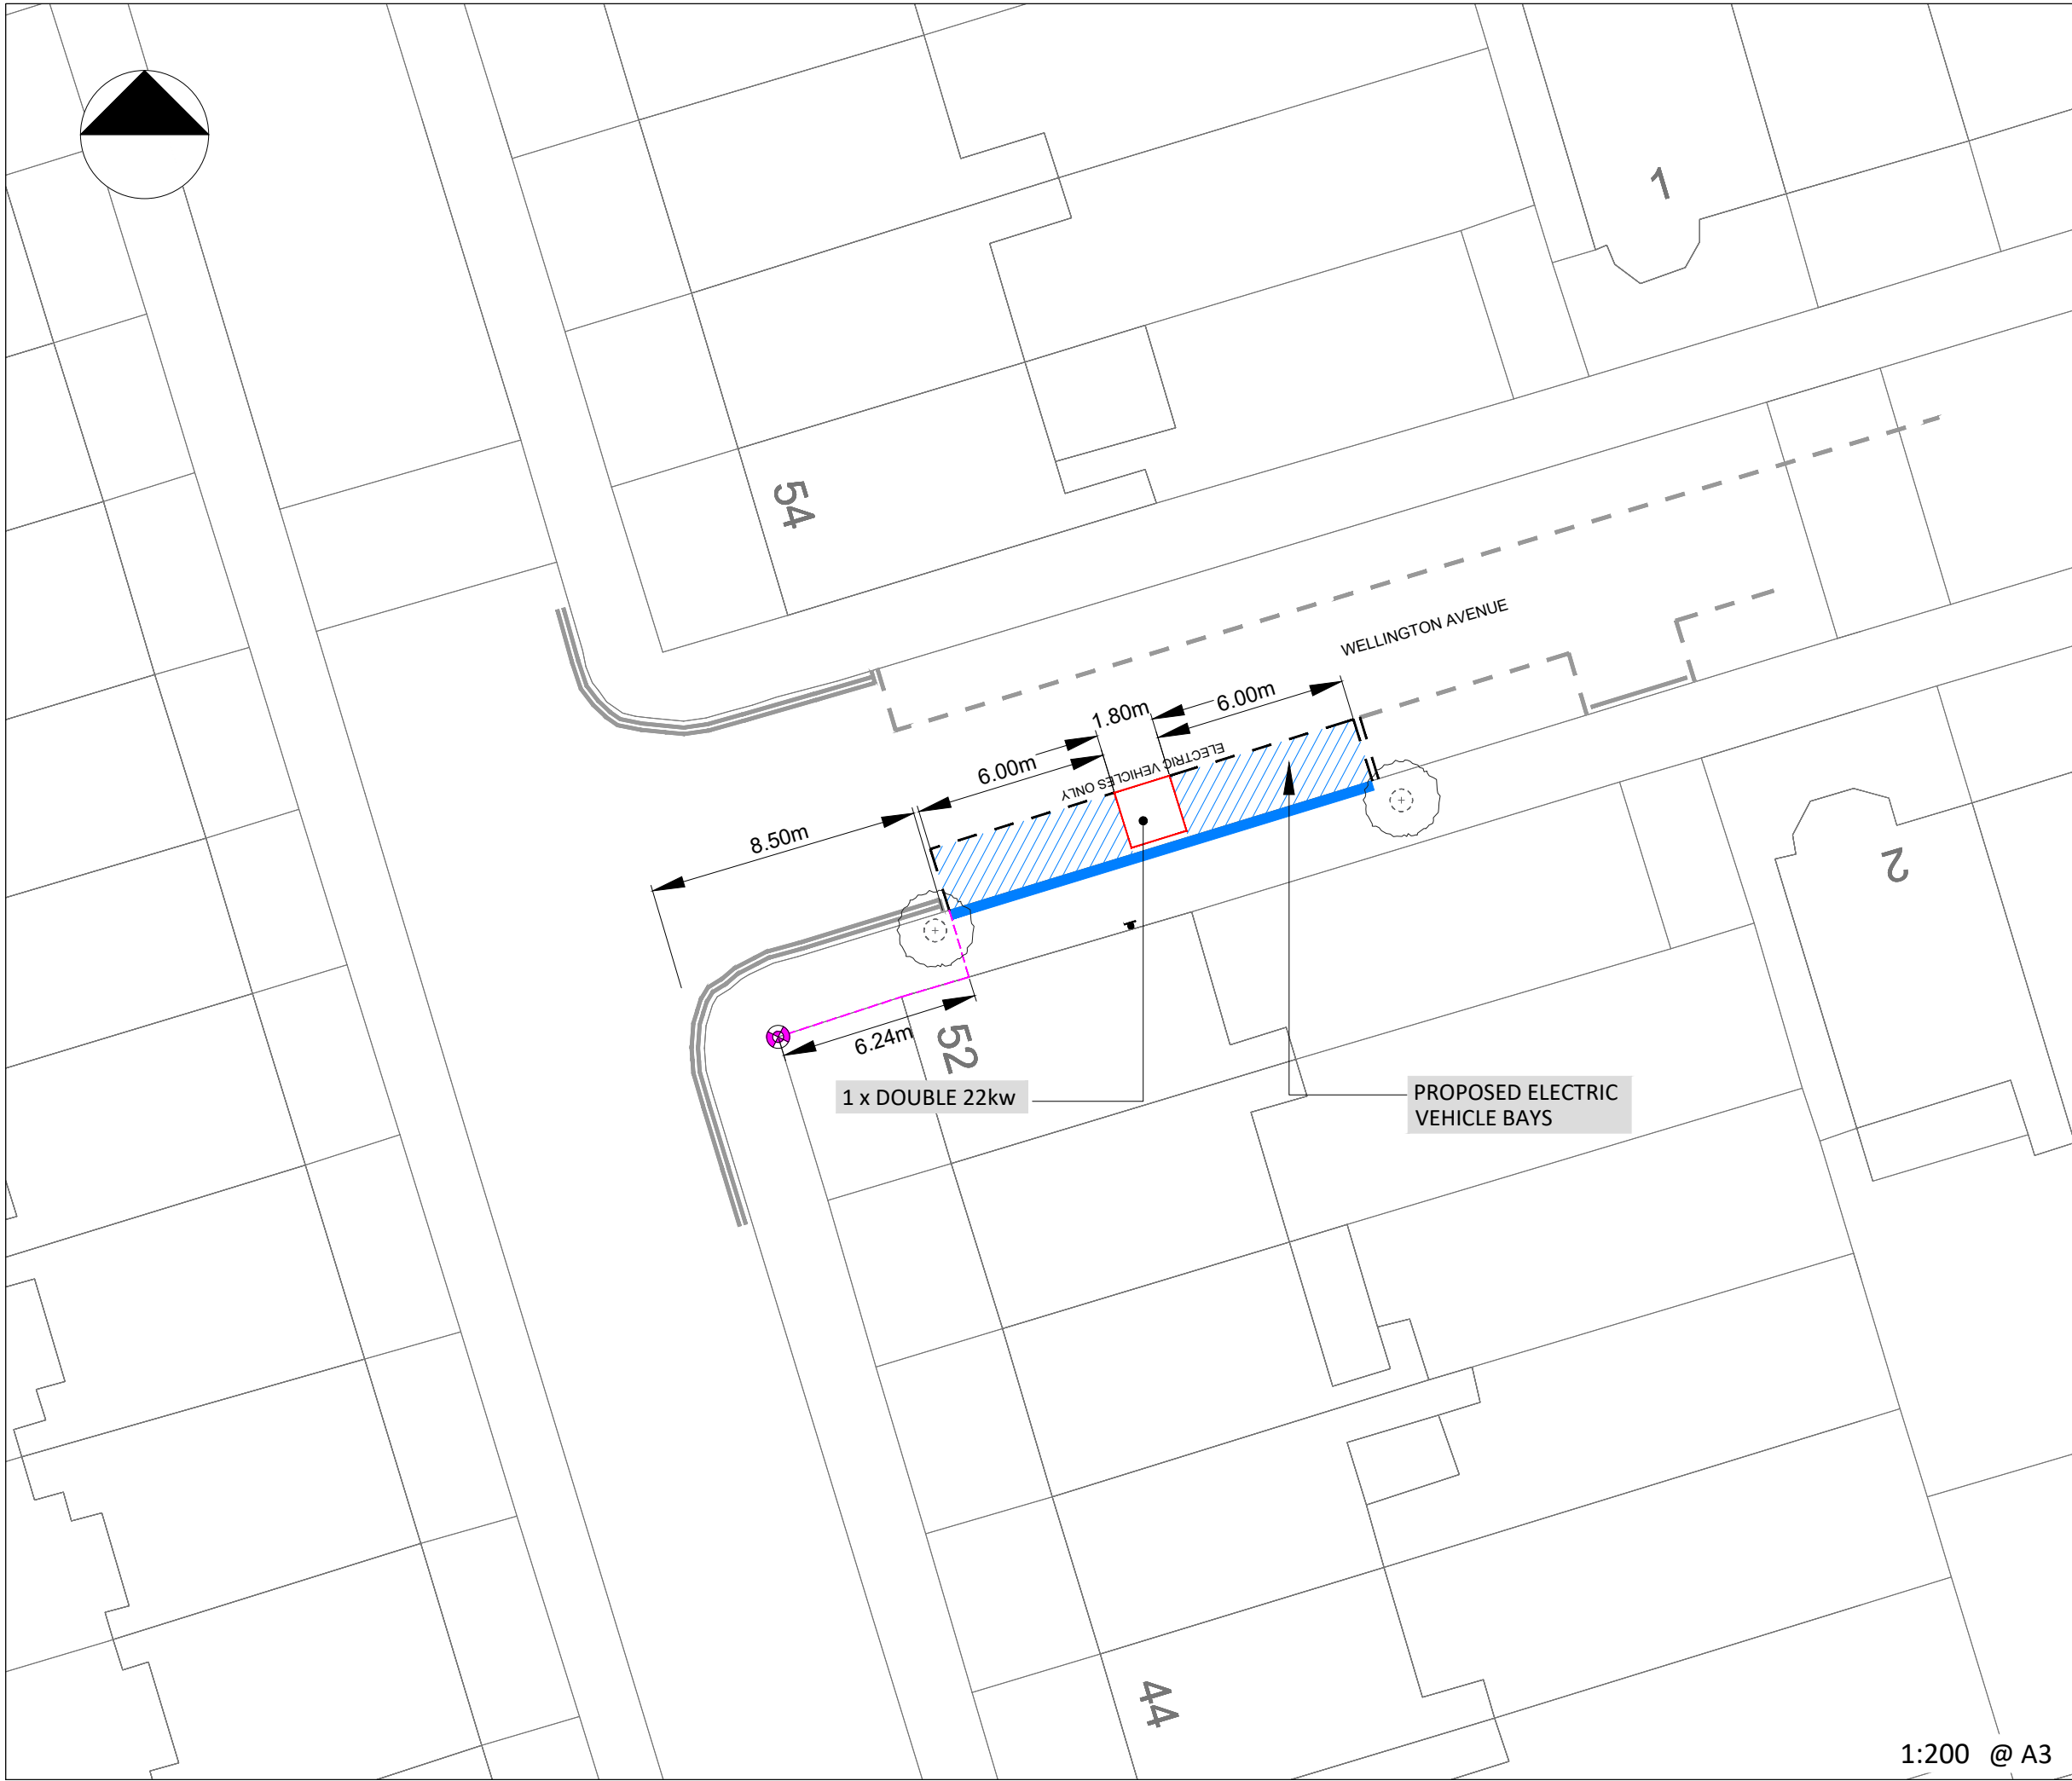 1
54
WELLINGTON AVENUE
6.00m
1.80m
6.00m
ELECTRIC VEHICLES ONLY
8.50m
2
6.24m
52
1 x DOUBLE 22kw
PROPOSED ELECTRIC
VEHICLE BAYS
44
1:200 @ A3